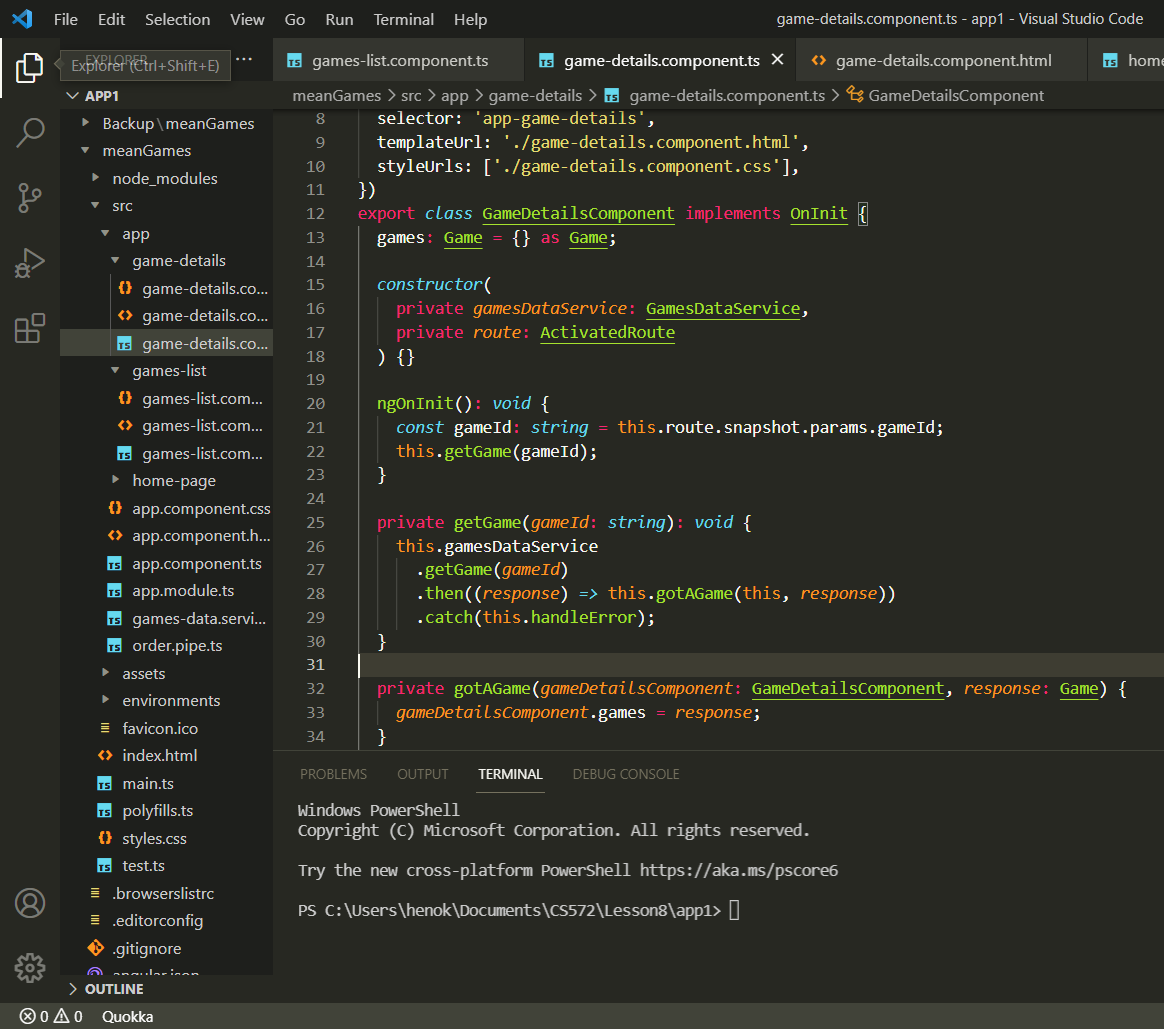 File Edit Selection View Go Run Terminal Help game-details.component.ts - app1 - Visual Studio Code
EXPLORER
Explorer (Ctrl+Shift+E)
APP1
Backup\meanGames
meanGames
node_modules
src
app
game-details
game-details.co...
game-details.co...
game-details.co...
games-list
games-list.com...
games-list.com...
games-list.com...
home-page
app.component.css
app.component.h...
app.component.ts
app.module.ts
games-data.servi...
order.pipe.ts
assets
environments
favicon.ico
index.html
main.ts
polyfills.ts
styles.css
test.ts
.browserslistrc
.editorconfig
.gitignore
angular.json
OUTLINE
games-list.component.ts game-details.component.ts game-details.component.html home
meanGames > src > app > game-details > game-details.component.ts > GameDetailsComponent
8 selector: 'app-game-details',
9 templateUrl: './game-details.component.html',
10 styleUrls: ['./game-details.component.css'],
11 })
12 export class GameDetailsComponent implements OnInit {
13 games: Game = {} as Game;
14
15 constructor(
16 private gamesDataService: GamesDataService,
17 private route: ActivatedRoute
18 ) {}
19
20 ngOnInit(): void {
21 const gameId: string = this.route.snapshot.params.gameId;
22 this.getGame(gameId);
23 }
24
25 private getGame(gameId: string): void {
26 this.gamesDataService
27 .getGame(gameId)
28 .then((response) => this.gotAGame(this, response))
29 .catch(this.handleError);
30 }
31
32 private gotAGame(gameDetailsComponent: GameDetailsComponent, response: Game) {
33 gameDetailsComponent.games = response;
34 }
PROBLEMS OUTPUT TERMINAL DEBUG CONSOLE
Windows PowerShell
Copyright (C) Microsoft Corporation. All rights reserved.
Try the new cross-platform PowerShell https://aka.ms/pscore6
PS C:\Users\henok\Documents\CS572\Lesson8\app1>
0 0 Quokka